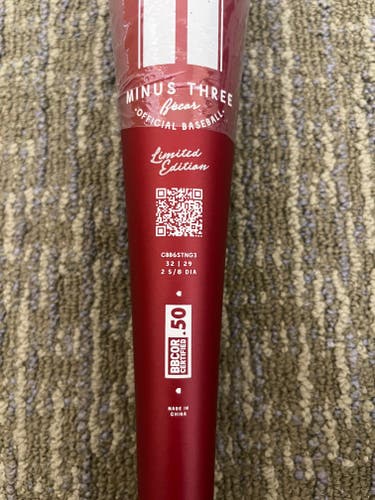 MINUS THREE
Bbcor
-OFFICIAL BASEBALL-
Limited
Edition
CBB6STNG3
32 | 29
2 5/8 DIA
BBCOR
CERTIFIED
.50
MADE IN
CHINA